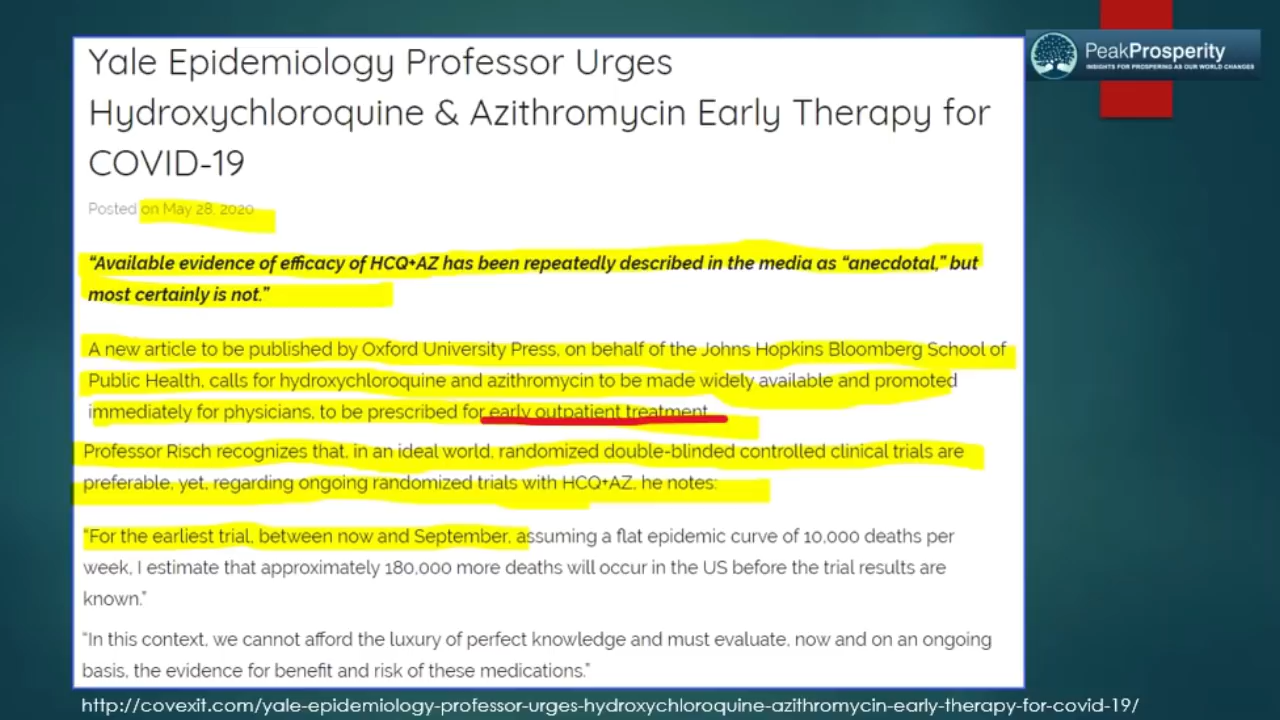 Yale Epidemiology Professor Urges
Hydroxychloroquine & Azithromycin Early Therapy for
COVID-19
PeakProsperity
INSIGHTS FOR PROSPERING AS OUR WORLD CHANGES
Posted on May 28, 2020
“Available evidence of efficacy of HCQ+AZ has been repeatedly described in the media as “anecdotal,” but
most certainly is not.”
A new article to be published by Oxford University Press, on behalf of the Johns Hopkins Bloomberg School of
Public Health, calls for hydroxychloroquine and azithromycin to be made widely available and promoted
immediately for physicians, to be prescribed for early outpatient treatment.
Professor Risch recognizes that, in an ideal world, randomized double-blinded controlled clinical trials are
preferable, yet, regarding ongoing randomized trials with HCQ+AZ, he notes:
“For the earliest trial, between now and September, assuming a flat epidemic curve of 10,000 deaths per
week, I estimate that approximately 180,000 more deaths will occur in the US before the trial results are
known.”
“In this context, we cannot afford the luxury of perfect knowledge and must evaluate, now and on an ongoing
basis, the evidence for benefit and risk of these medications.”
http://covexit.com/yale-epidemiology-professor-urges-hydroxychloroquine-azithromycin-early-therapy-for-covid-19/